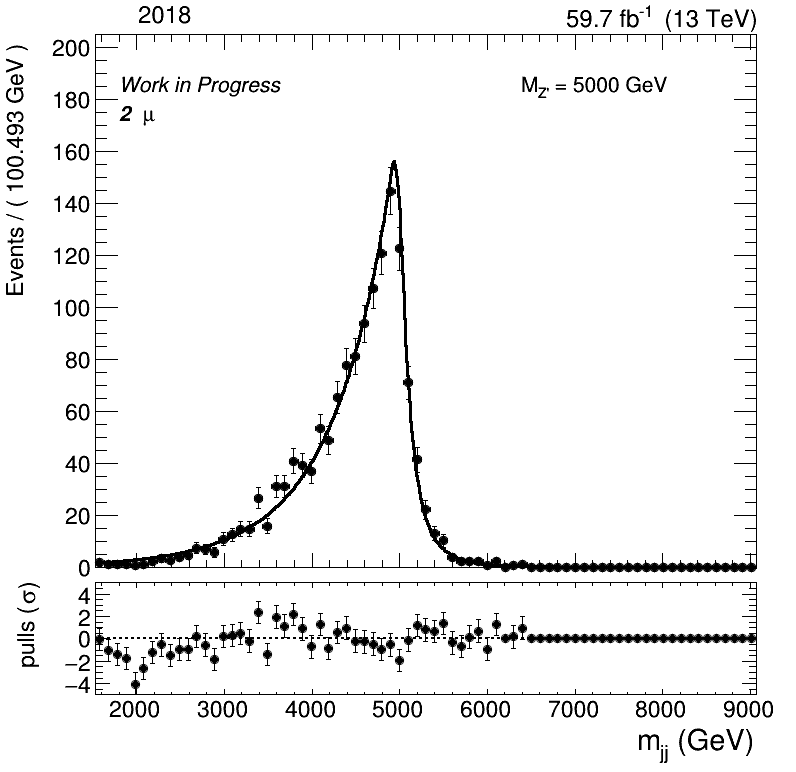 2018 59.7 fb⁻¹ (13 TeV)
Events / ( 100.493 GeV )
200
180
160
140
120
100
80
60
40
20
0
Work in Progress
2 μ
M_Z' = 5000 GeV
pulls (σ)
4
2
0
−2
−4
2000 3000 4000 5000 6000 7000 8000 9000
m_jj (GeV)